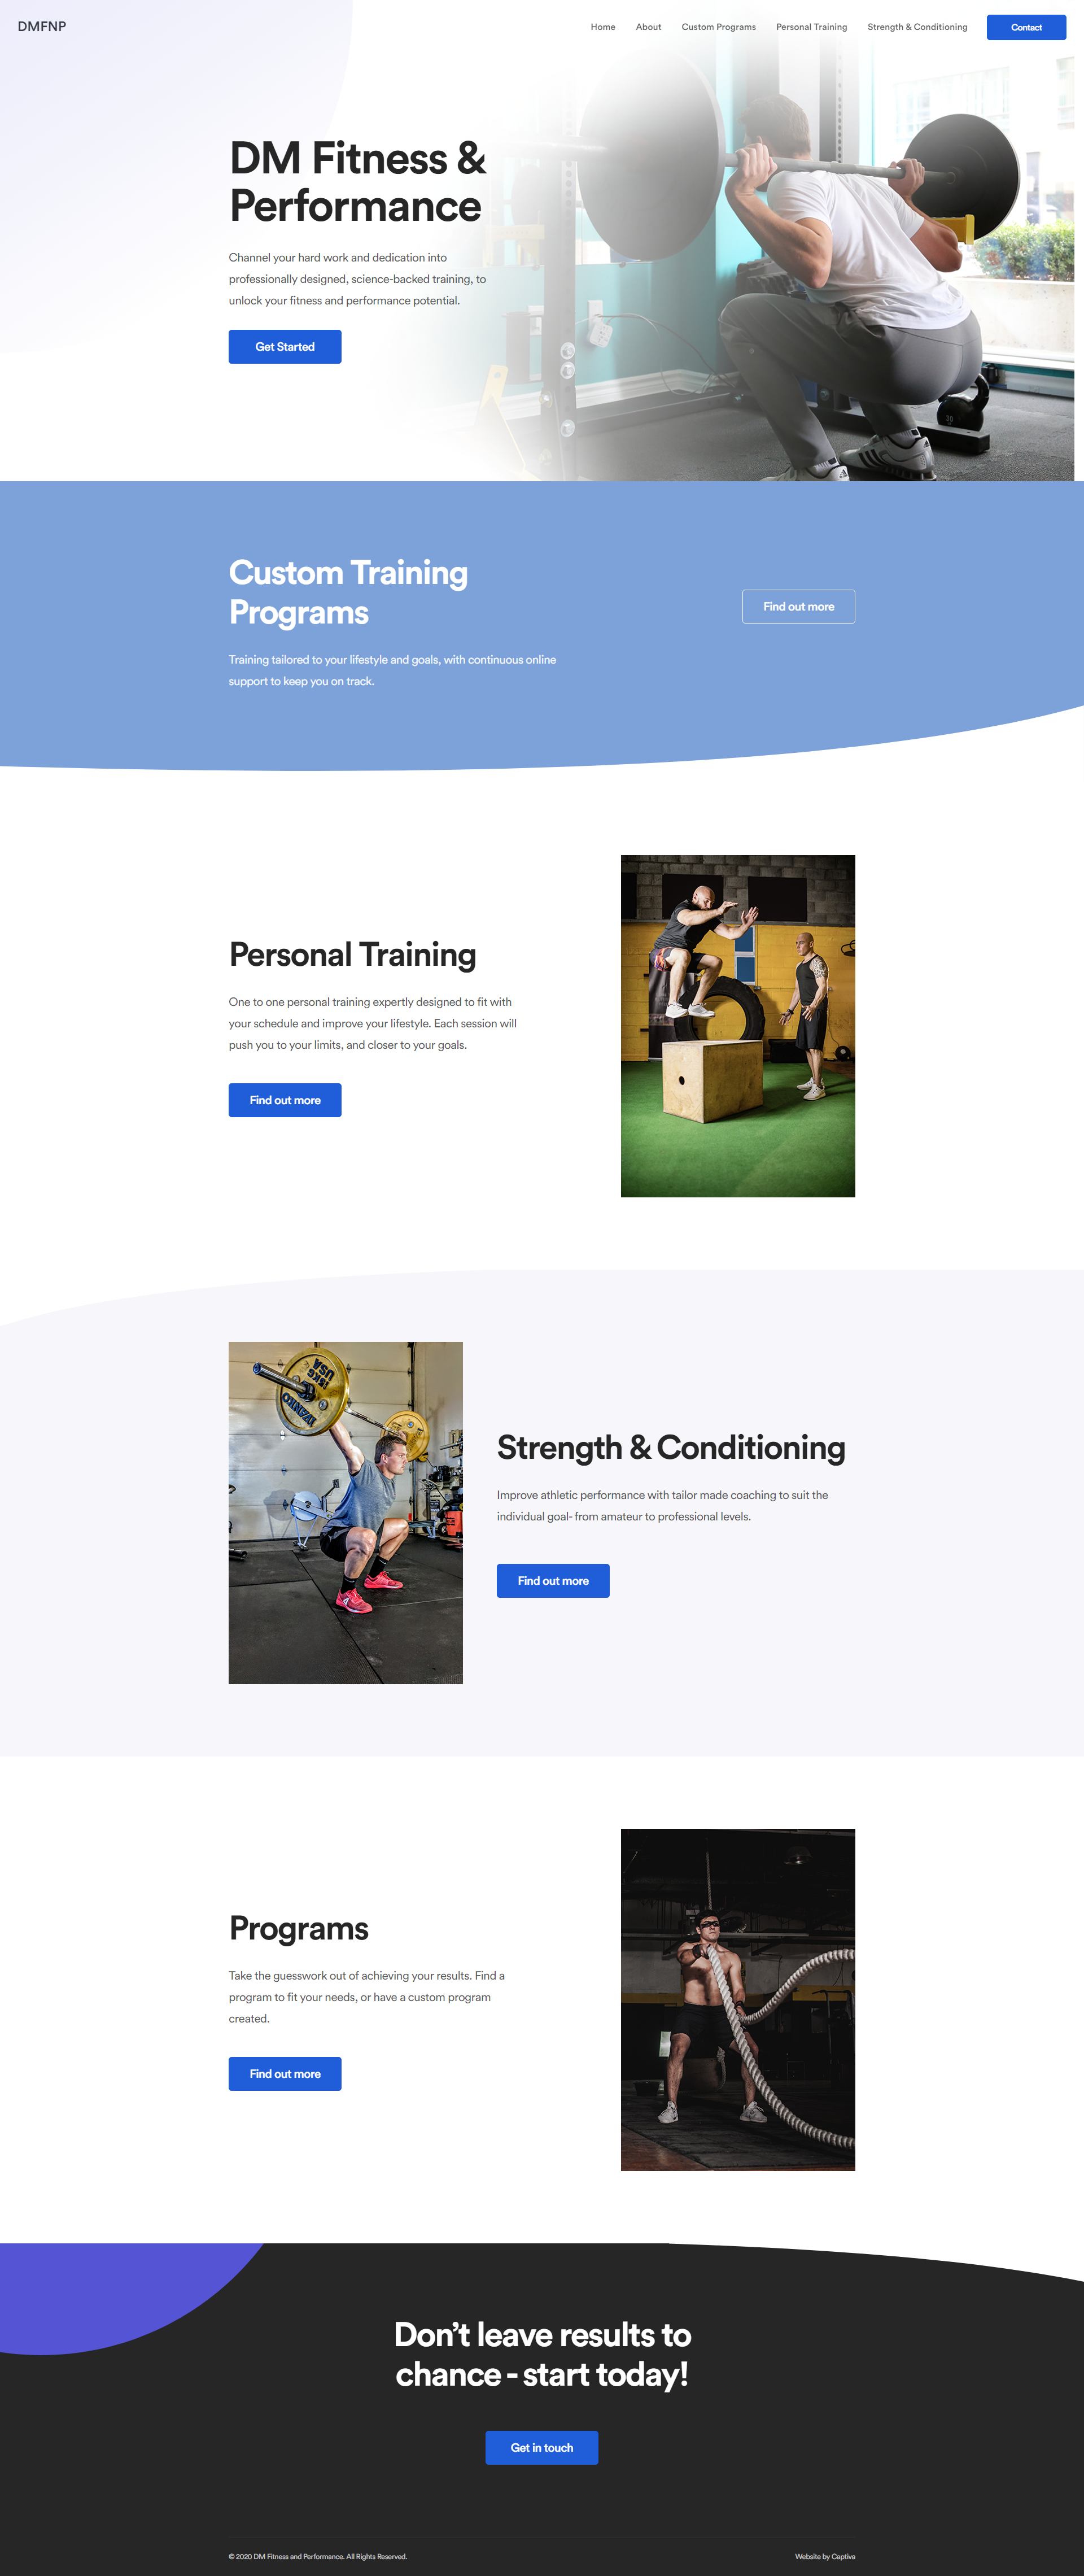 DMFNP
Home About Custom Programs Personal Training Strength & Conditioning Contact
DM Fitness &
Performance
Channel your hard work and dedication into
professionally designed, science-backed training, to
unlock your fitness and performance potential.
Get Started
Custom Training
Programs
Find out more
Training tailored to your lifestyle and goals, with continuous online
support to keep you on track.
Personal Training
One to one personal training expertly designed to fit with
your schedule and improve your lifestyle. Each session will
push you to your limits, and closer to your goals.
Find out more
USA
15KG
IVANKO
Strength & Conditioning
Improve athletic performance with tailor made coaching to suit the
individual goal- from amateur to professional levels.
Find out more
Programs
Take the guesswork out of achieving your results. Find a
program to fit your needs, or have a custom program
created.
Find out more
Don’t leave results to
chance - start today!
Get in touch
© 2020 DM Fitness and Performance. All Rights Reserved.
Website by Captiva